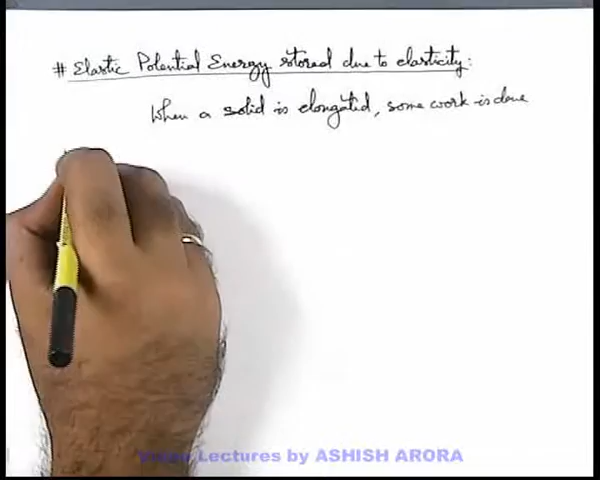 # Elastic Potential Energy stored due to elasticity:
When a solid is elongated, some work is done
Video Lectures by ASHISH ARORA